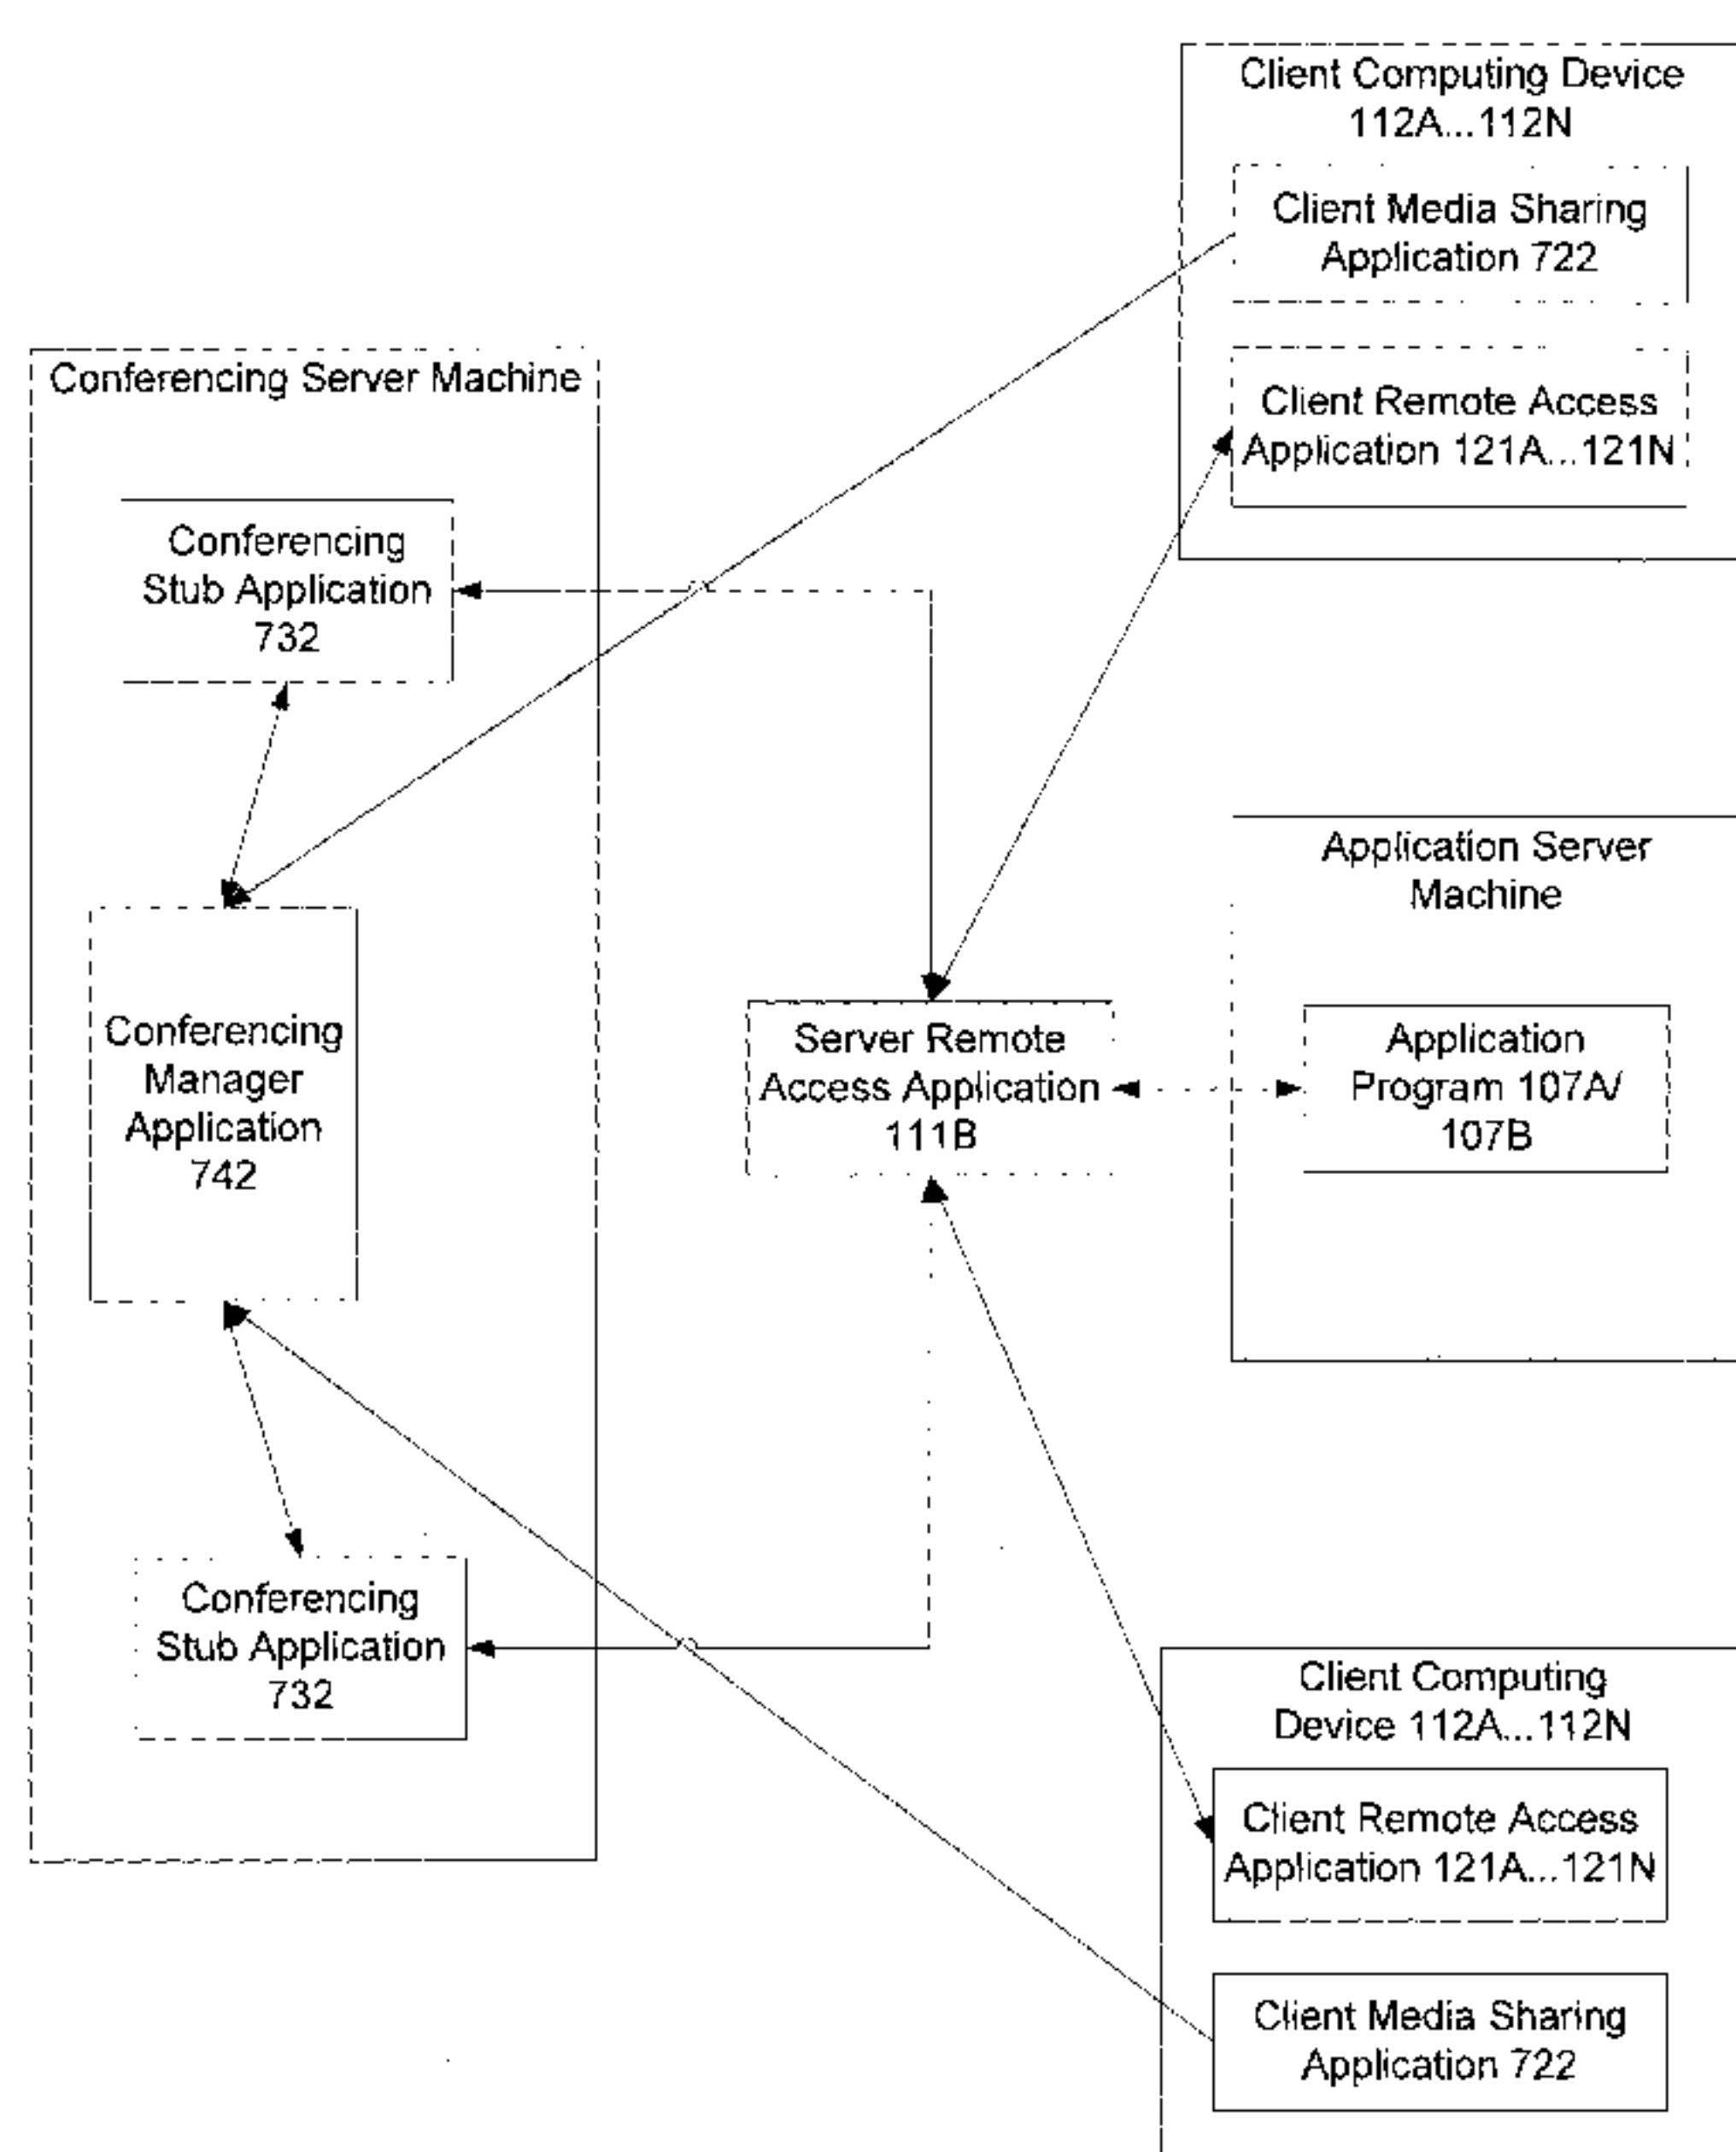 Client Computing Device
112A...112N
Client Media Sharing
Application 722
Client Remote Access
Application 121A...121N
Conferencing Server Machine
Conferencing
Stub Application
732
Conferencing
Manager
Application
742
Conferencing
Stub Application
732
Server Remote
Access Application
111B
Application Server
Machine
Application
Program 107A/
107B
Client Computing
Device 112A...112N
Client Remote Access
Application 121A...121N
Client Media Sharing
Application 722